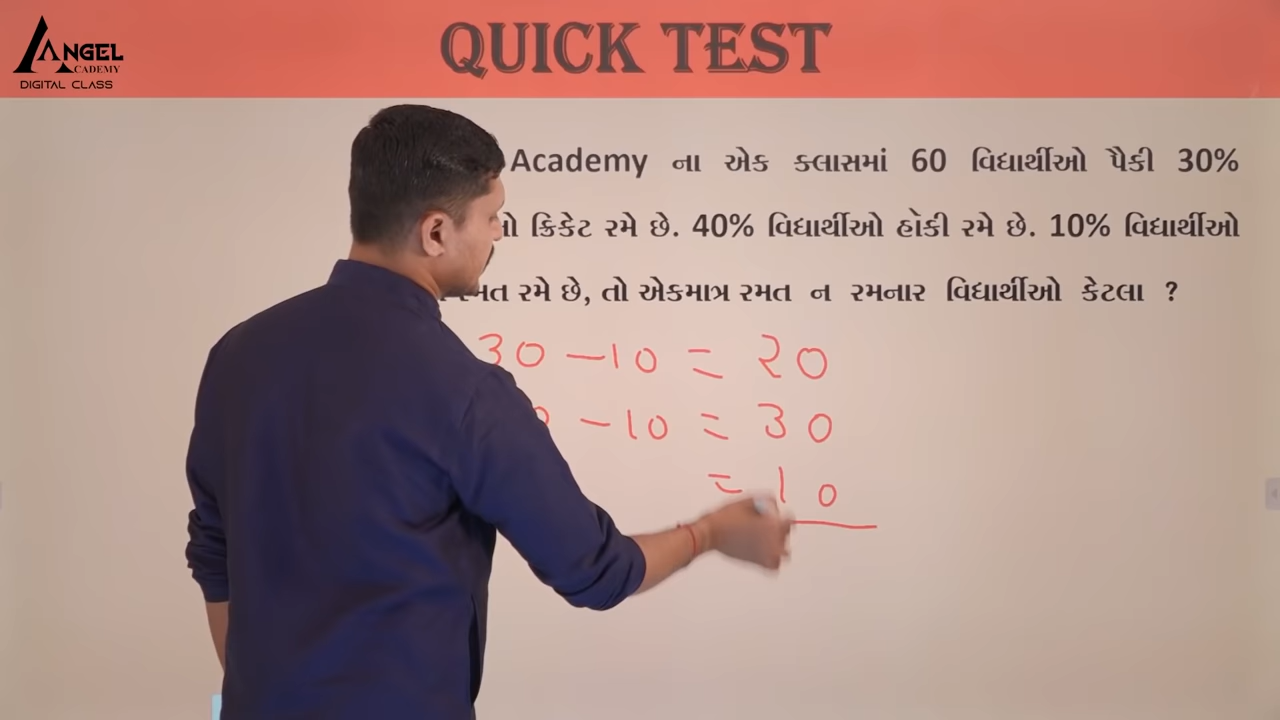 ANGEL
ACADEMY
DIGITAL CLASS
QUICK TEST
Academy ના એક ક્લાસમાં 60 વિદ્યાર્થીઓ પૈકી 30%
ક્રિકેટ રમે છે. 40% વિદ્યાર્થીઓ હૉકી રમે છે. 10% વિદ્યાર્થીઓ
રમત રમે છે, તો એકમાત્ર રમત ન રમનાર વિદ્યાર્થીઓ કેટલા ?
30 - 10 = ૨0
- 10 = 30
= 10